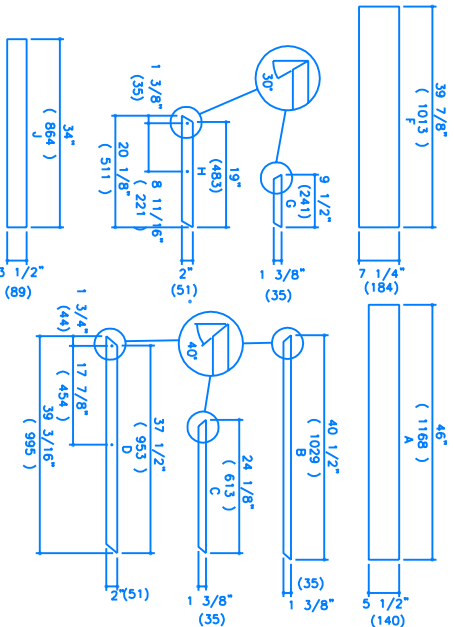 39 7/8"
( 1013 )
F
7 1/4"
(184)
9 1/2"
(241)
G
1 3/8"
(35)
30°
1 3/8"
(35)
19"
(483)
H
8 11/16"
( 221 )
20 1/8"
( 511 )
2"
(51)
34"
( 864 )
J
3 1/2"
(89)
46"
( 1168 )
A
5 1/2"
(140)
40 1/2"
( 1029 )
B
(35)
1 3/8"
40°
24 1/8"
( 613 )
C
1 3/8"
(35)
1 3/4"
(44)
37 1/2"
( 953 )
D
17 7/8"
( 454 )
39 3/16"
( 995 )
2"(51)